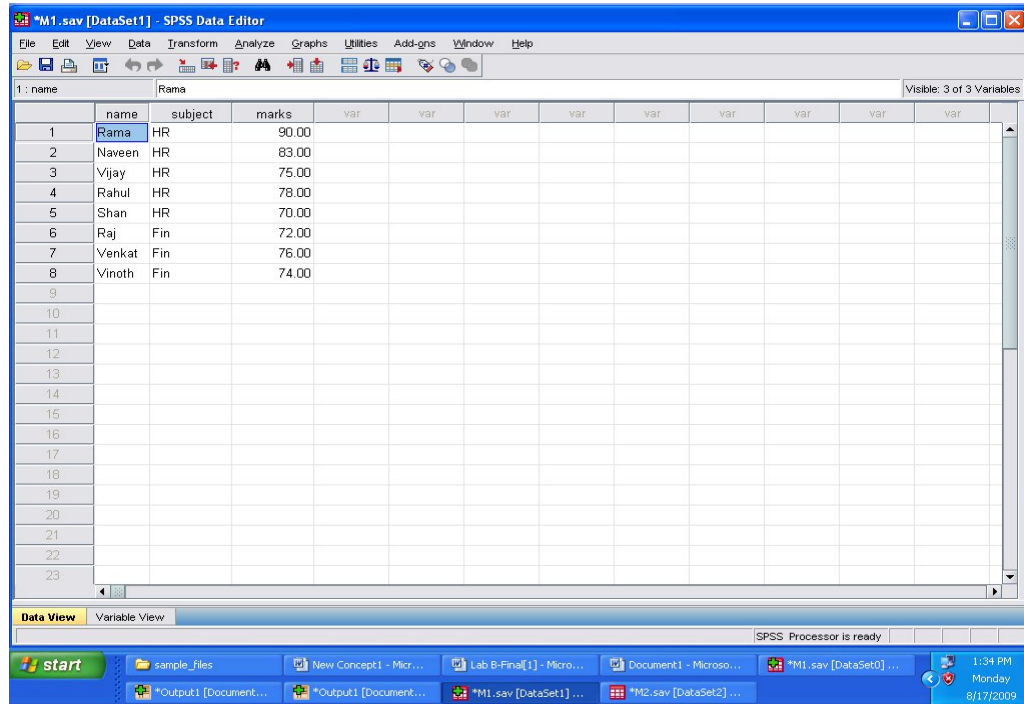 *M1.sav [DataSet1] - SPSS Data Editor
File Edit View Data Transform Analyze Graphs Utilities Add-ons Window Help
1 : name Rama Visible: 3 of 3 Variables
name subject marks var var var var var var var var var
1 Rama HR 90.00
2 Naveen HR 83.00
3 Vijay HR 75.00
4 Rahul HR 78.00
5 Shan HR 70.00
6 Raj Fin 72.00
7 Venkat Fin 76.00
8 Vinoth Fin 74.00
9
10
11
12
13
14
15
16
17
18
19
20
21
22
23
Data View Variable View
SPSS Processor is ready
start sample_files New Concept1 - Micr... Lab B-Final[1] - Micro... Document1 - Microso... *M1.sav [DataSet0] ... 1:34 PM
Monday
*Output1 [Document... *Output1 [Document... *M1.sav [DataSet1] ... *M2.sav [DataSet2] ... 8/17/2009